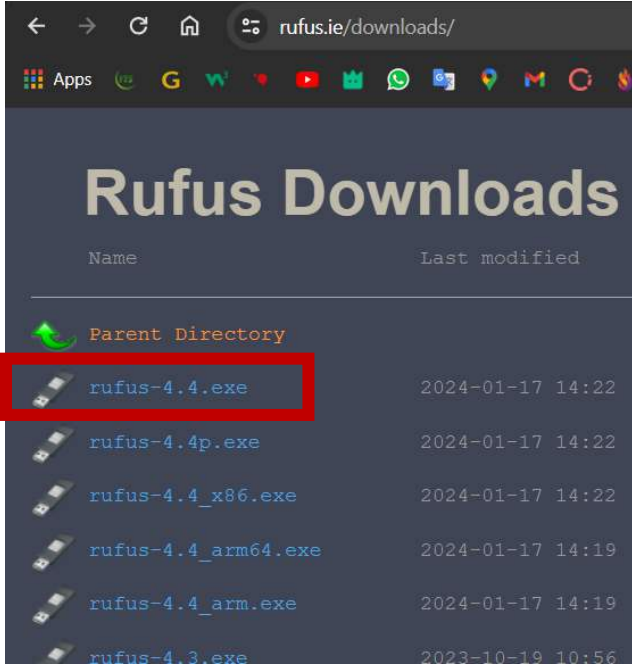 rufus.ie/downloads/
Apps
Rufus Downloads
Name Last modified
Parent Directory
rufus-4.4.exe 2024-01-17 14:22
rufus-4.4p.exe 2024-01-17 14:22
rufus-4.4_x86.exe 2024-01-17 14:22
rufus-4.4_arm64.exe 2024-01-17 14:19
rufus-4.4_arm.exe 2024-01-17 14:19
rufus-4.3.exe 2023-10-19 10:56